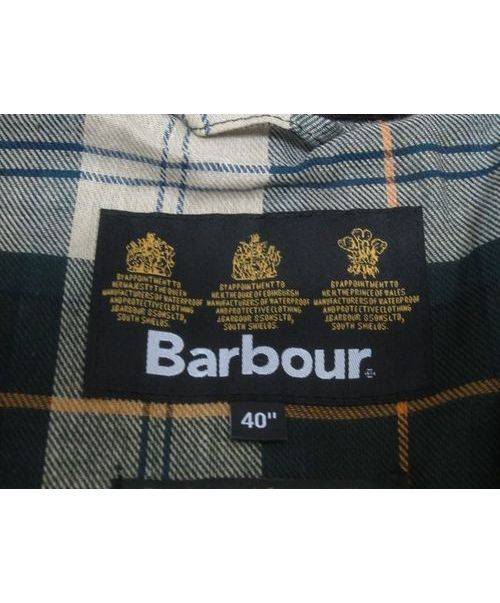 BY APPOINTMENT TO
HER MAJESTY THE QUEEN
MANUFACTURERS OF WATERPROOF
AND PROTECTIVE CLOTHING
J.BARBOUR & SONS LTD,
SOUTH SHIELDS.
BY APPOINTMENT TO
H.R.H. THE DUKE OF EDINBURGH
MANUFACTURERS OF WATERPROOF
AND PROTECTIVE CLOTHING
J.BARBOUR & SONS LTD,
SOUTH SHIELDS.
BY APPOINTMENT TO
H.R.H. THE PRINCE OF WALES
MANUFACTURERS OF WATERPROOF
AND PROTECTIVE CLOTHING
J.BARBOUR & SONS LTD,
SOUTH SHIELDS.
Barbour
40"